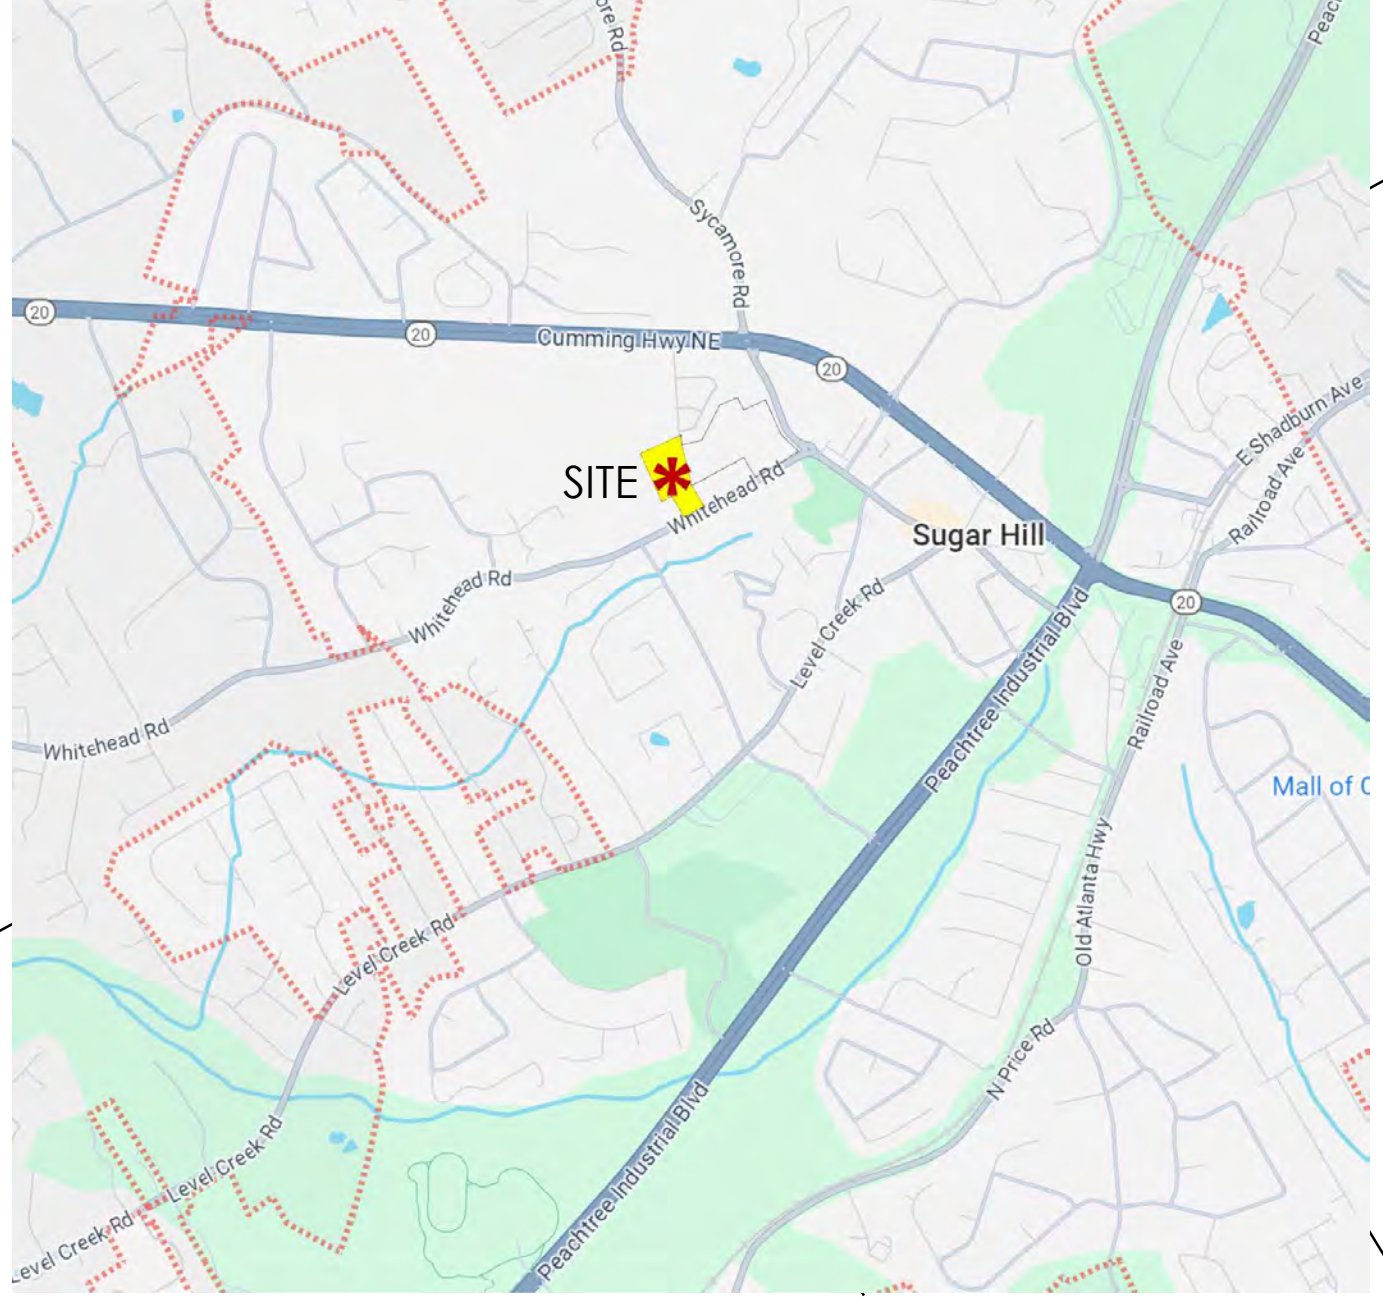 ore Rd
Peac
Sycamore Rd
20
20
Cumming Hwy NE
20
E Shadburn Ave
Railroad Ave
SITE
Whitehead Rd
Sugar Hill
Whitehead Rd
Level Creek Rd
20
Peachtree Industrial Blvd
Railroad Ave
Whitehead Rd
Mall of G
Old Atlanta Hwy
Level Creek Rd
N Price Rd
Peachtree Industrial Blvd
Level Creek Rd
Level Creek Rd